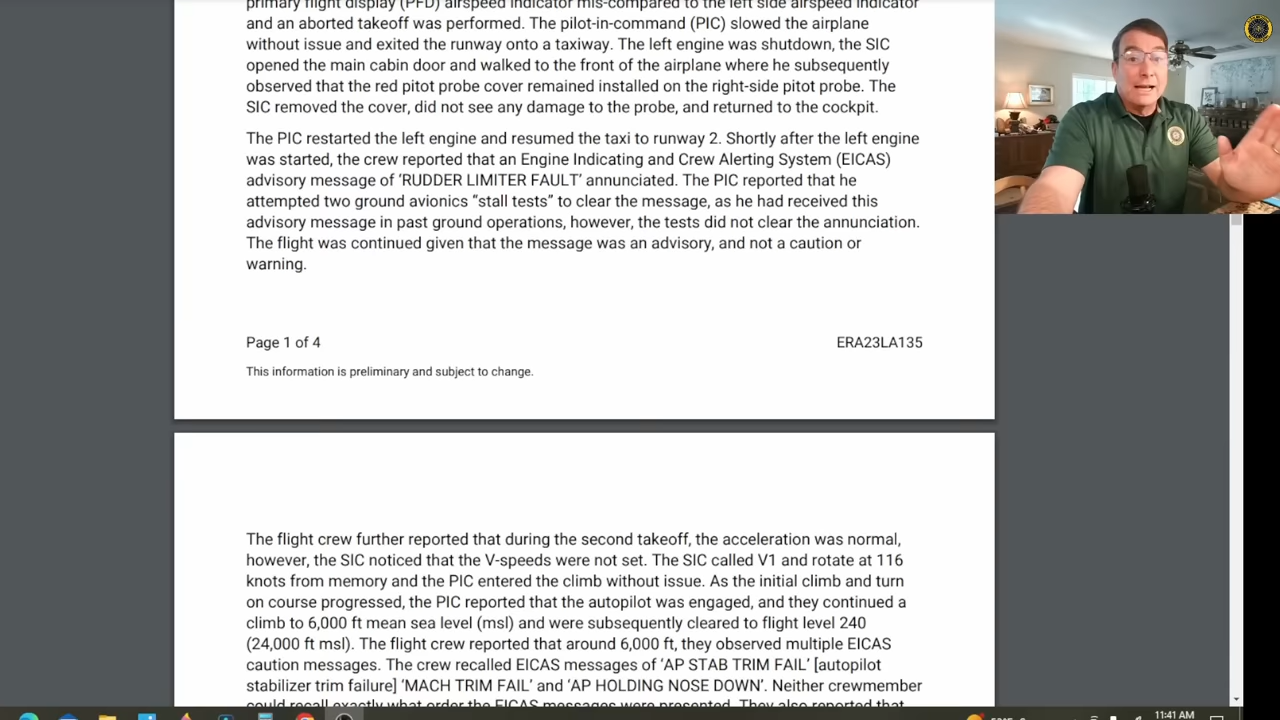 primary flight display (PFD) airspeed indicator mis-compared to the left side airspeed indicator
and an aborted takeoff was performed. The pilot-in-command (PIC) slowed the airplane
without issue and exited the runway onto a taxiway. The left engine was shutdown, the SIC
opened the main cabin door and walked to the front of the airplane where he subsequently
observed that the red pitot probe cover remained installed on the right-side pitot probe. The
SIC removed the cover, did not see any damage to the probe, and returned to the cockpit.
The PIC restarted the left engine and resumed the taxi to runway 2. Shortly after the left engine
was started, the crew reported that an Engine Indicating and Crew Alerting System (EICAS)
advisory message of ‘RUDDER LIMITER FAULT’ annunciated. The PIC reported that he
attempted two ground avionics “stall tests” to clear the message, as he had received this
advisory message in past ground operations, however, the tests did not clear the annunciation.
The flight was continued given that the message was an advisory, and not a caution or
warning.
Page 1 of 4 ERA23LA135
This information is preliminary and subject to change.
The flight crew further reported that during the second takeoff, the acceleration was normal,
however, the SIC noticed that the V-speeds were not set. The SIC called V1 and rotate at 116
knots from memory and the PIC entered the climb without issue. As the initial climb and turn
on course progressed, the PIC reported that the autopilot was engaged, and they continued a
climb to 6,000 ft mean sea level (msl) and were subsequently cleared to flight level 240
(24,000 ft msl). The flight crew reported that around 6,000 ft, they observed multiple EICAS
caution messages. The crew recalled EICAS messages of ‘AP STAB TRIM FAIL’ [autopilot
stabilizer trim failure] ‘MACH TRIM FAIL’ and ‘AP HOLDING NOSE DOWN’. Neither crewmember
could recall exactly what order the EICAS messages were presented. They also reported that
11:41 AM